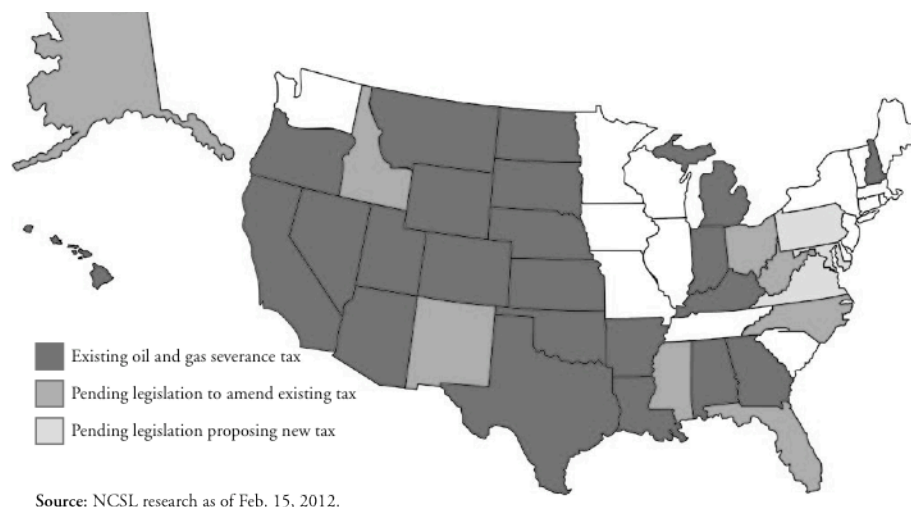 Existing oil and gas severance tax
Pending legislation to amend existing tax
Pending legislation proposing new tax
Source: NCSL research as of Feb. 15, 2012.